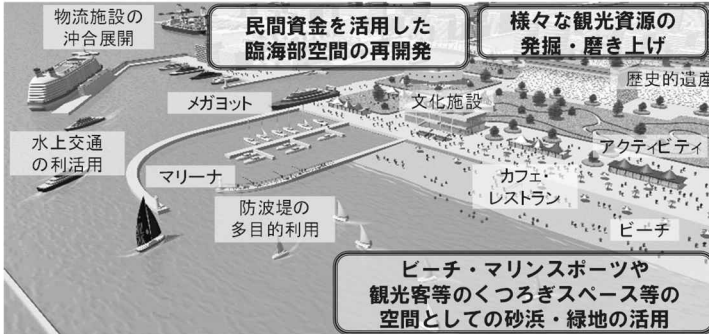 物流施設の
沖合展開
民間資金を活用した
臨海部空間の再開発
様々な観光資源の
発掘・磨き上げ
歴史的遺産
メガヨット
文化施設
水上交通
の利活用
マリーナ
アクティビティ
カフェ・
レストラン
防波堤の
多目的利用
ビーチ
ビーチ・マリンスポーツや
観光客等のくつろぎスペース等の
空間としての砂浜・緑地の活用